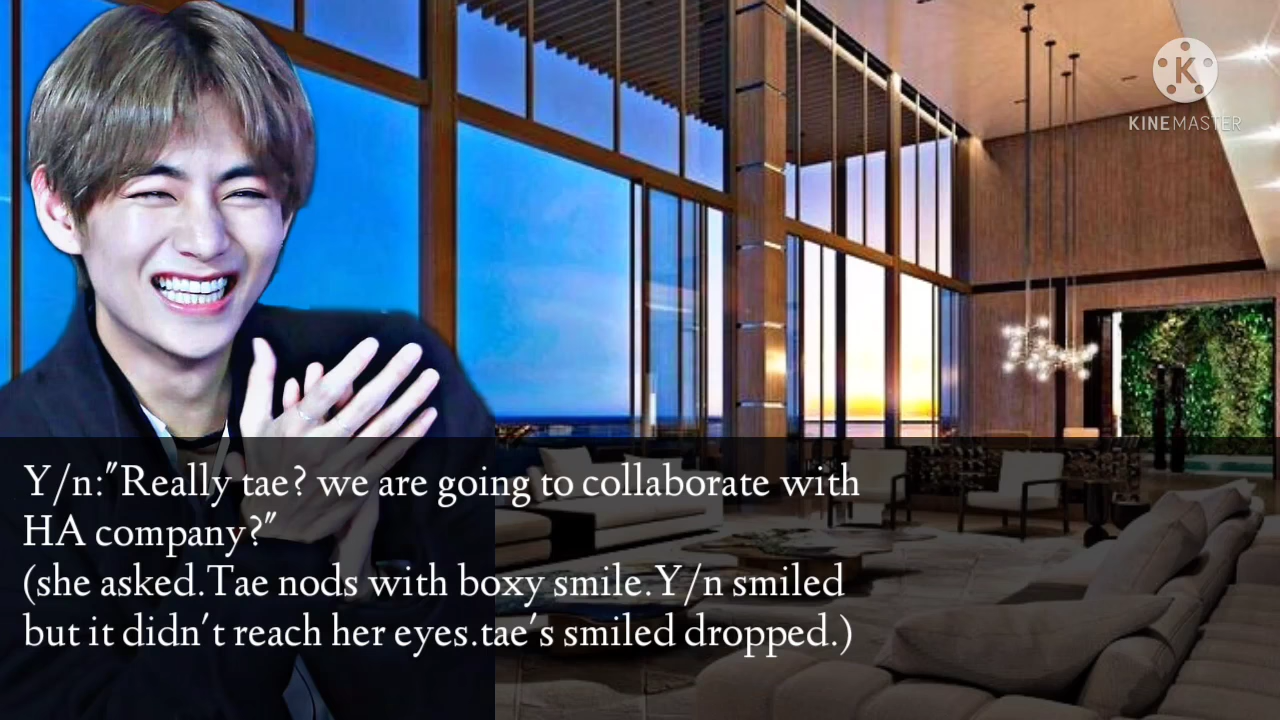 K
KINEMASTER
Y/n:"Really tae? we are going to collaborate with
HA company?"
(she asked.Tae nods with boxy smile.Y/n smiled
but it didn't reach her eyes.tae's smiled dropped.)